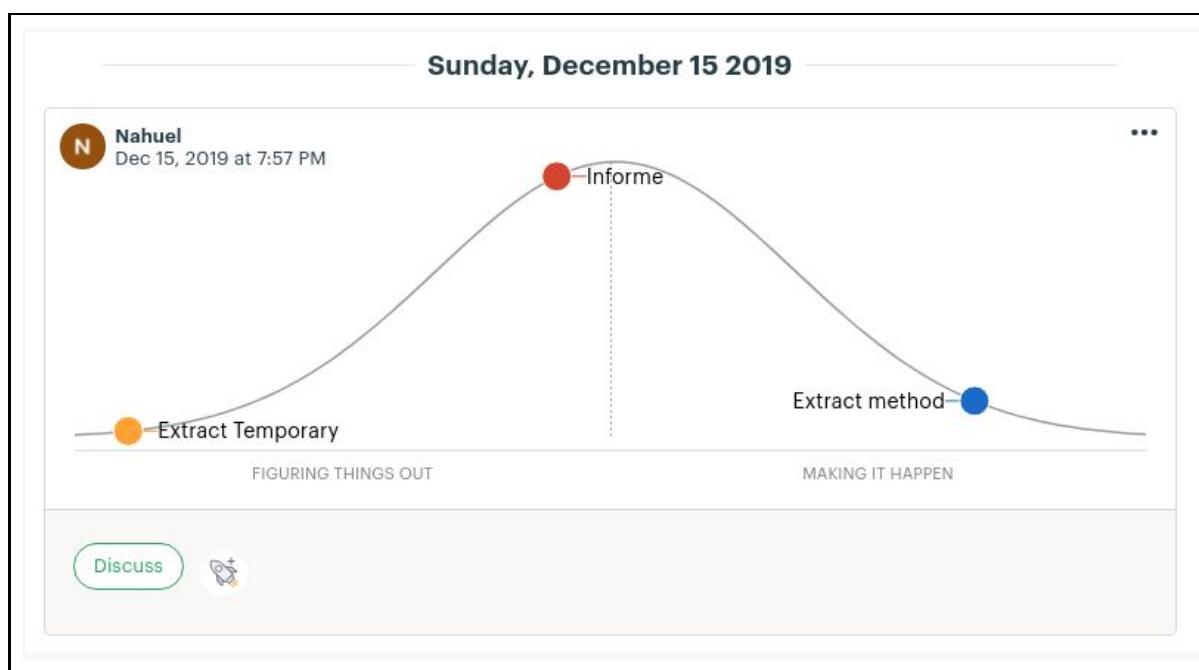 Sunday, December 15 2019
N
Nahuel
Dec 15, 2019 at 7:57 PM
Informe
Extract method
Extract Temporary
FIGURING THINGS OUT
MAKING IT HAPPEN
Discuss